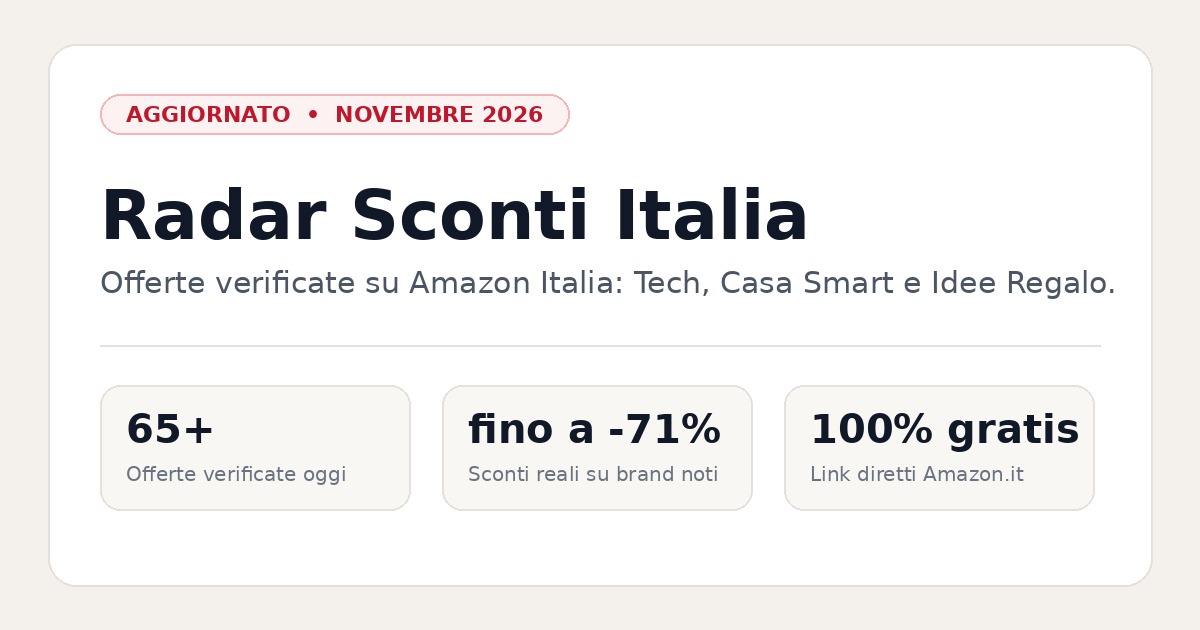 AGGIORNATO • NOVEMBRE 2026
Radar Sconti Italia
Offerte verificate su Amazon Italia: Tech, Casa Smart e Idee Regalo.
65+
Offerte verificate oggi
fino a -71%
Sconti reali su brand noti
100% gratis
Link diretti Amazon.it